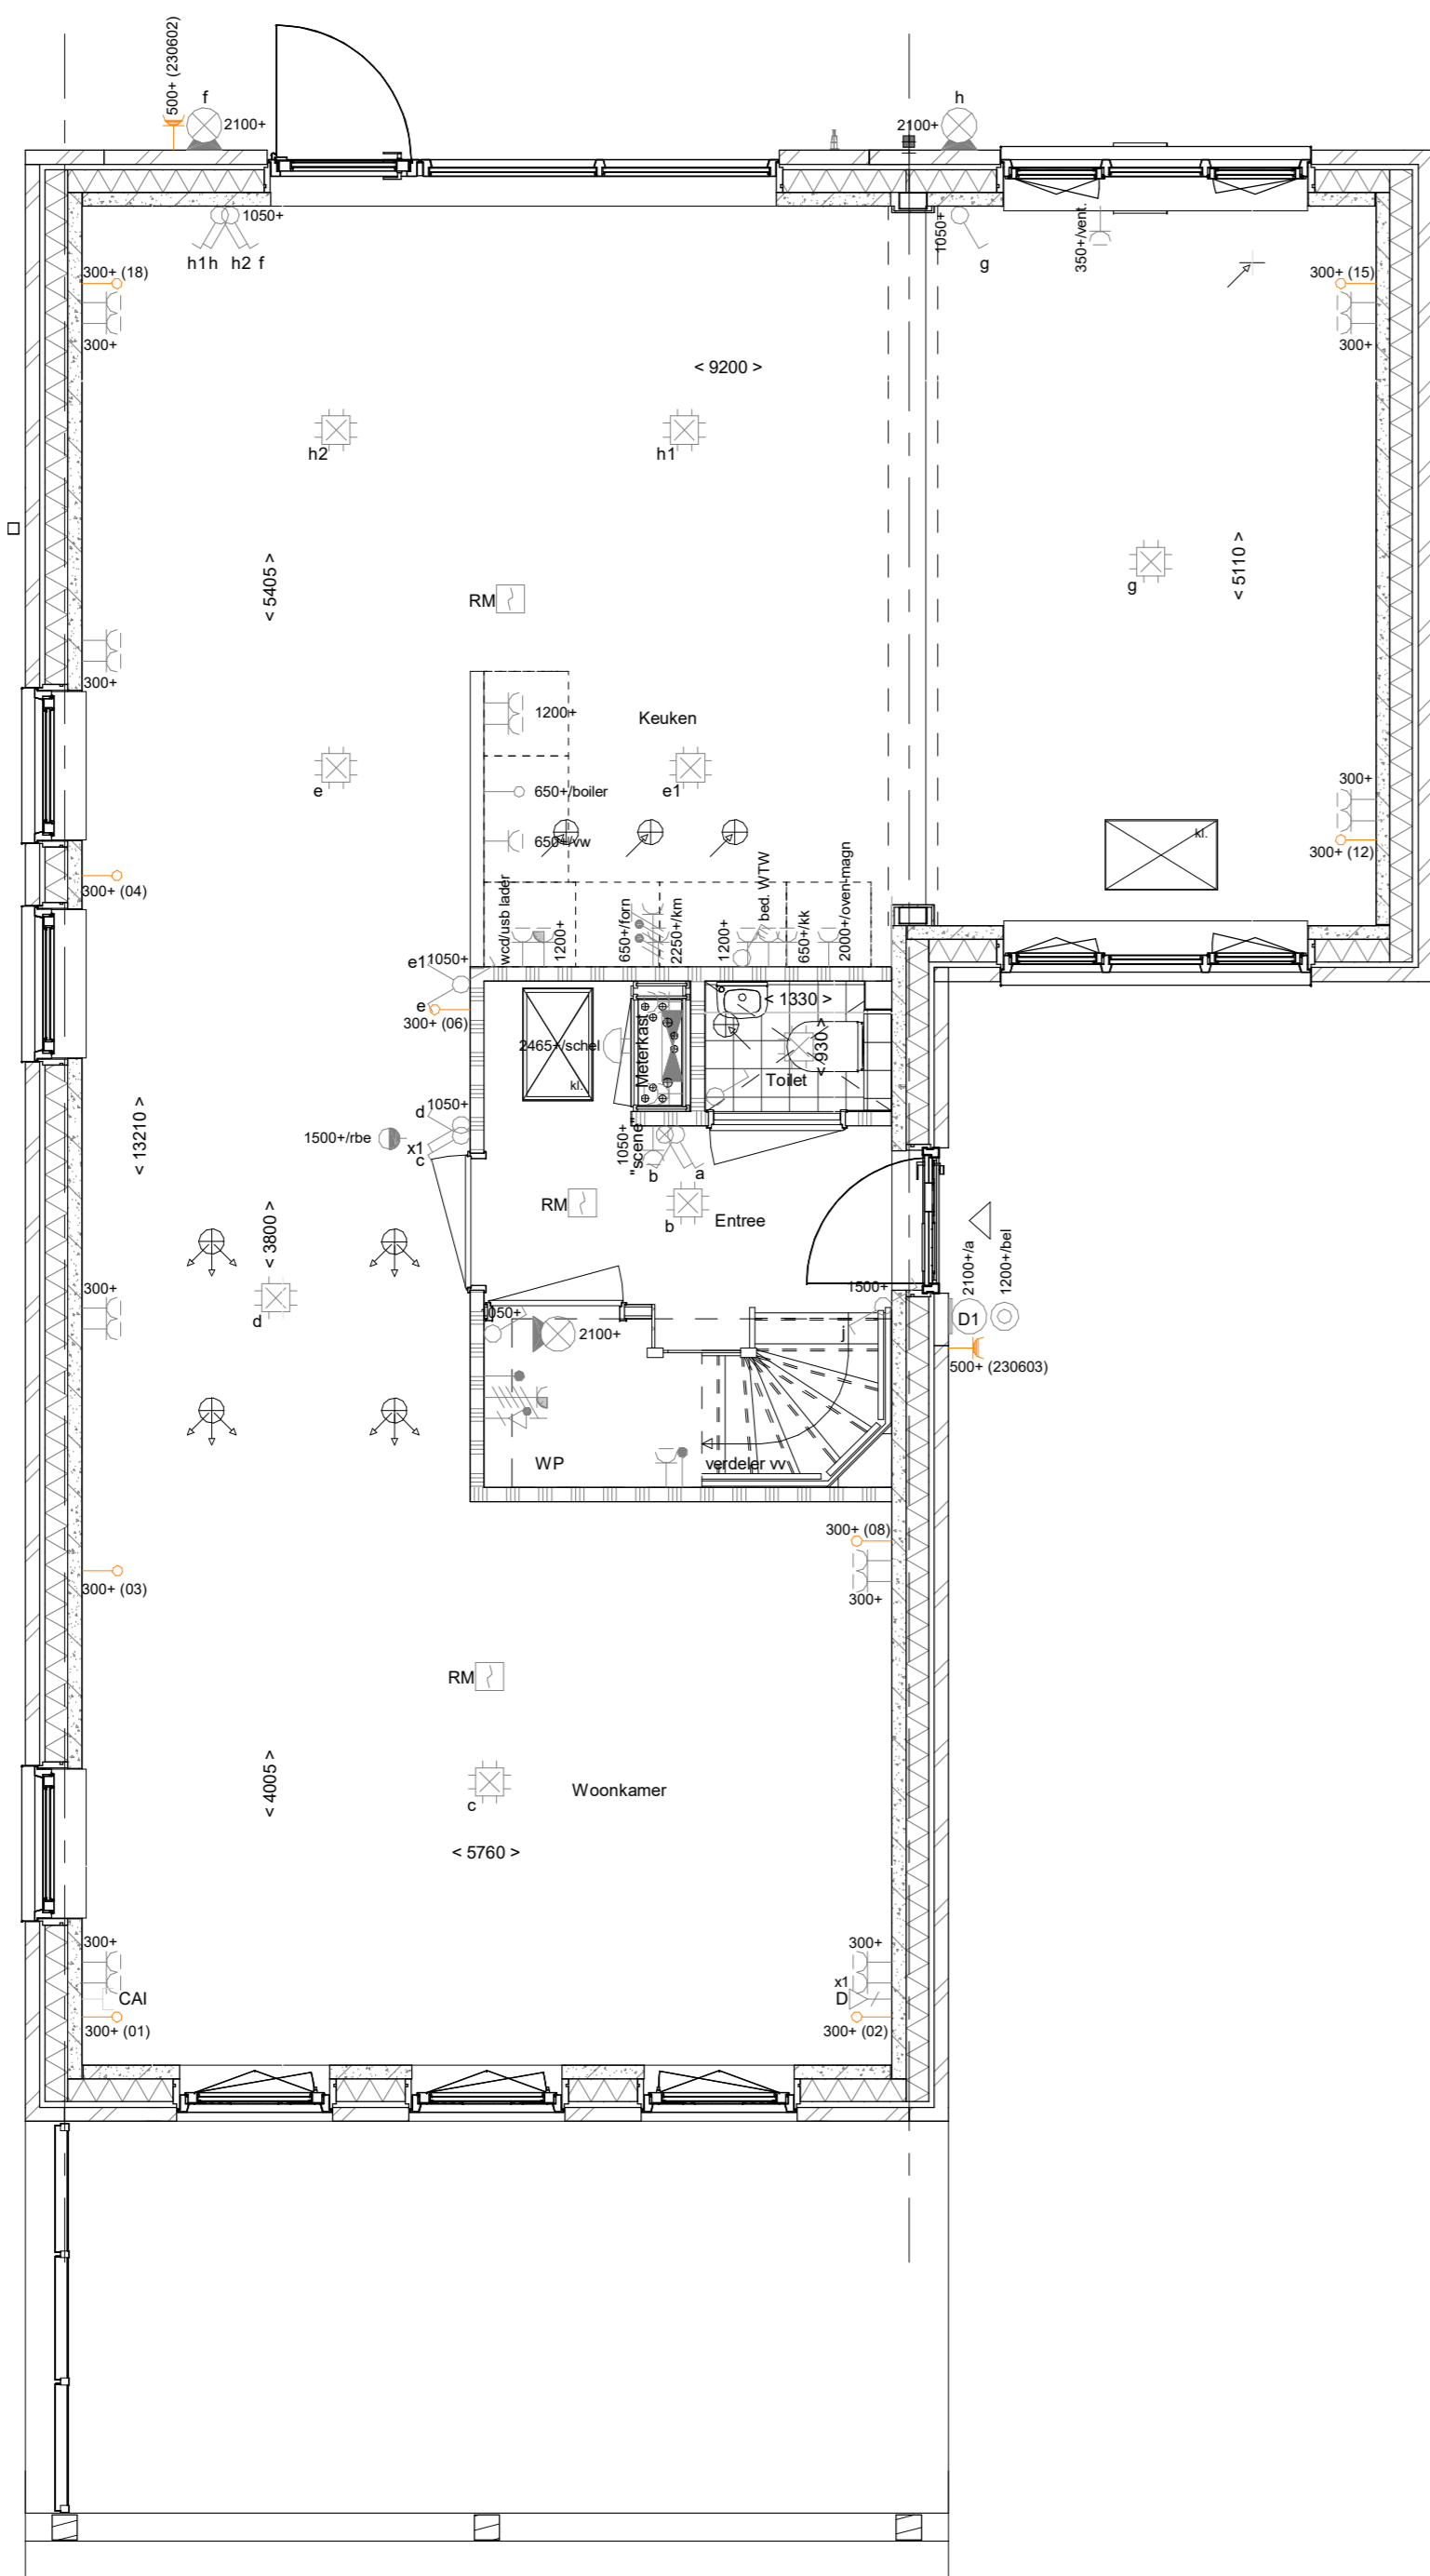 500+ (230602)
f
2100+
h
2100+
1050+
h1 h h2 f
1050+
g
350+/vent.
300+ (18)
300+
300+ (15)
300+
< 9200 >
h2
h1
< 5405 >
g
< 5110 >
RM
300+
1200+
Keuken
e
650+/boiler
e1
650+/vw
300+
kl.
300+ (12)
300+ (04)
wcd/usb lader
1200+
650+/forn
2250+/km
1200+
bed. WTW
650+/kk
2000+/oven-magn
e1
1050+
e
300+ (06)
2465+/schel
kl.
Meterkast
< 1330 >
< 930 >
Toilet
< 13210 >
d
1050+
1500+/rbe
x1
c
1050+
"scene"
b
a
RM
b
Entree
< 3800 >
d
300+
2100+/a
1200+/bel
1500+
D1
500+ (230603)
1050+
2100+
j
WP
verdeler vv
300+ (08)
300+
300+ (03)
RM
< 4005 >
c
Woonkamer
< 5760 >
300+
CAI
300+ (01)
300+
x1
D
300+ (02)